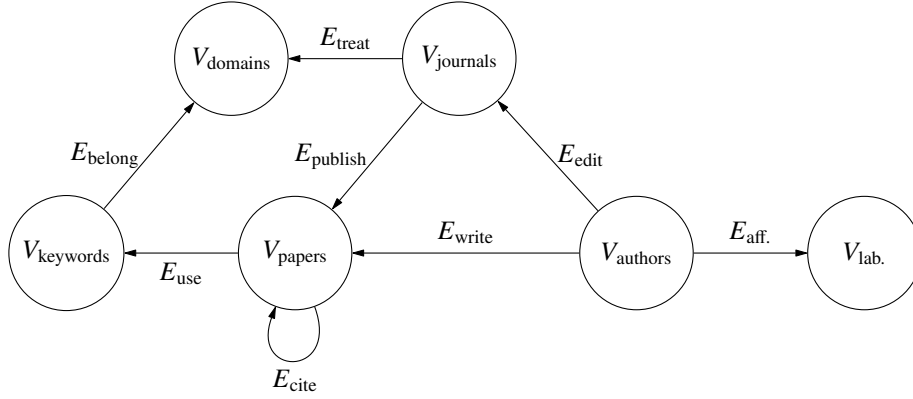 E_treat
V_domains
V_journals
E_belong
E_publish
E_edit
E_write
E_aff.
V_keywords
V_papers
V_authors
V_lab.
E_use
E_cite